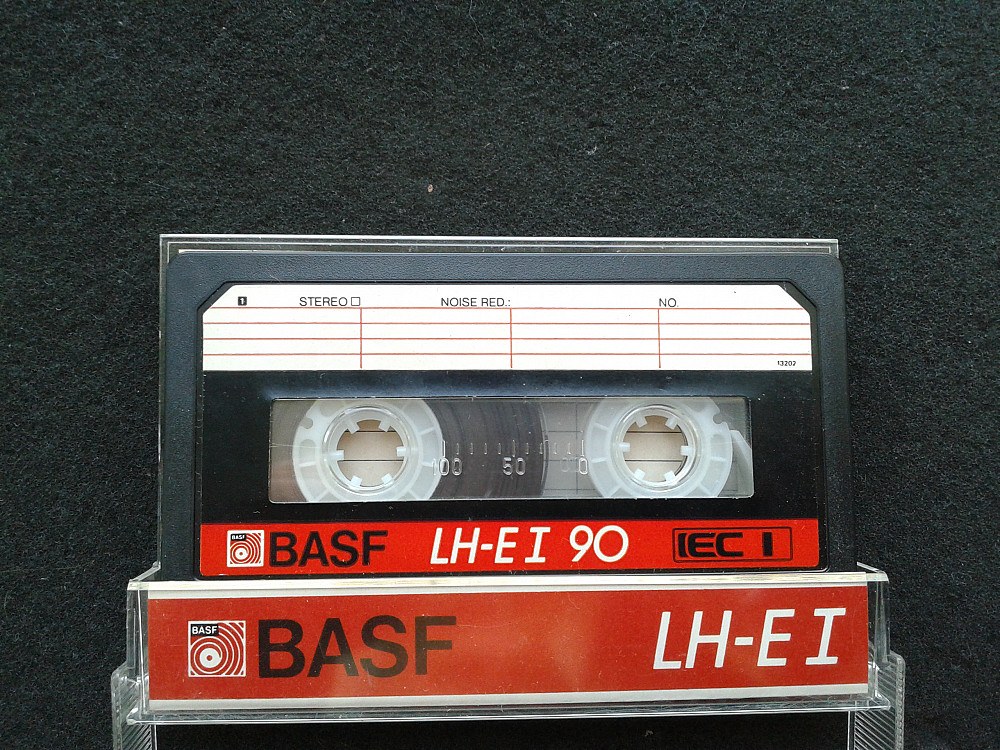 1 STEREO NOISE RED.: NO.
13202
100 50 0
BASF BASF LH-E I 90 IEC I
BASF BASF LH-E I